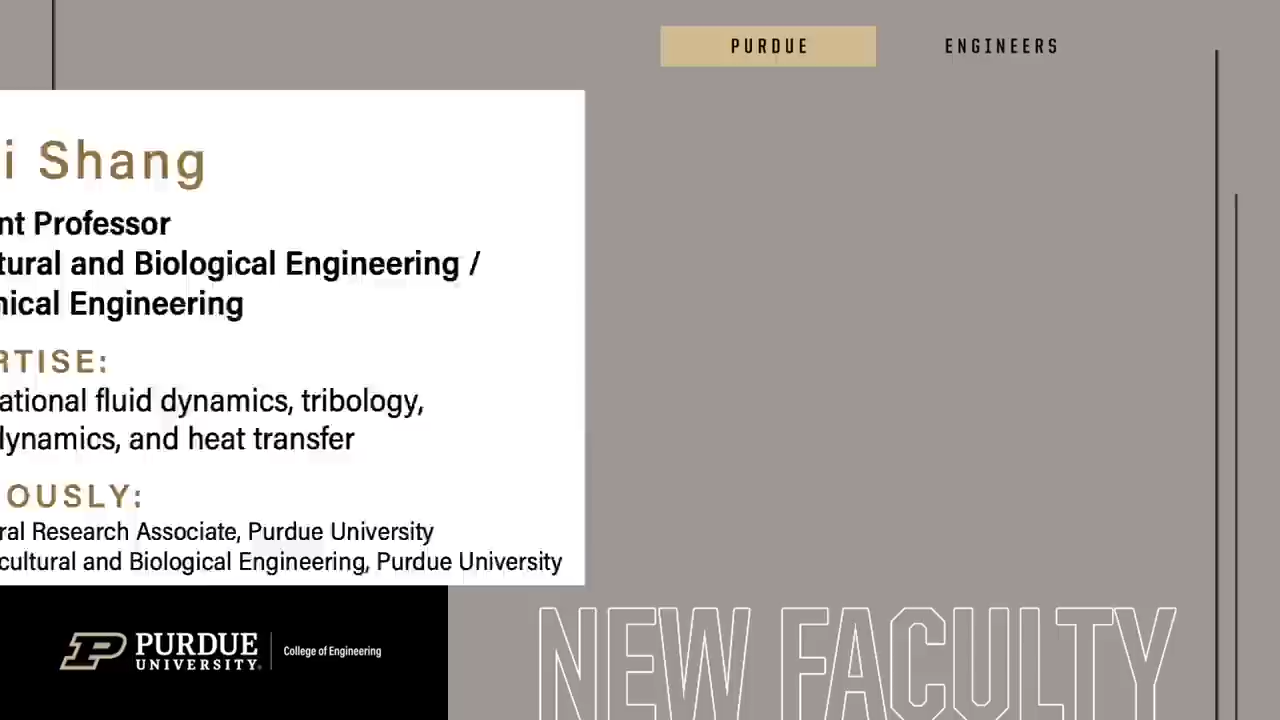 PURDUE ENGINEERS
i Shang
nt Professor
tural and Biological Engineering /
nical Engineering
RTISE:
ational fluid dynamics, tribology,
dynamics, and heat transfer
OUSLY:
ral Research Associate, Purdue University
cultural and Biological Engineering, Purdue University
PURDUE
UNIVERSITY®
College of Engineering
NEW FACULTY